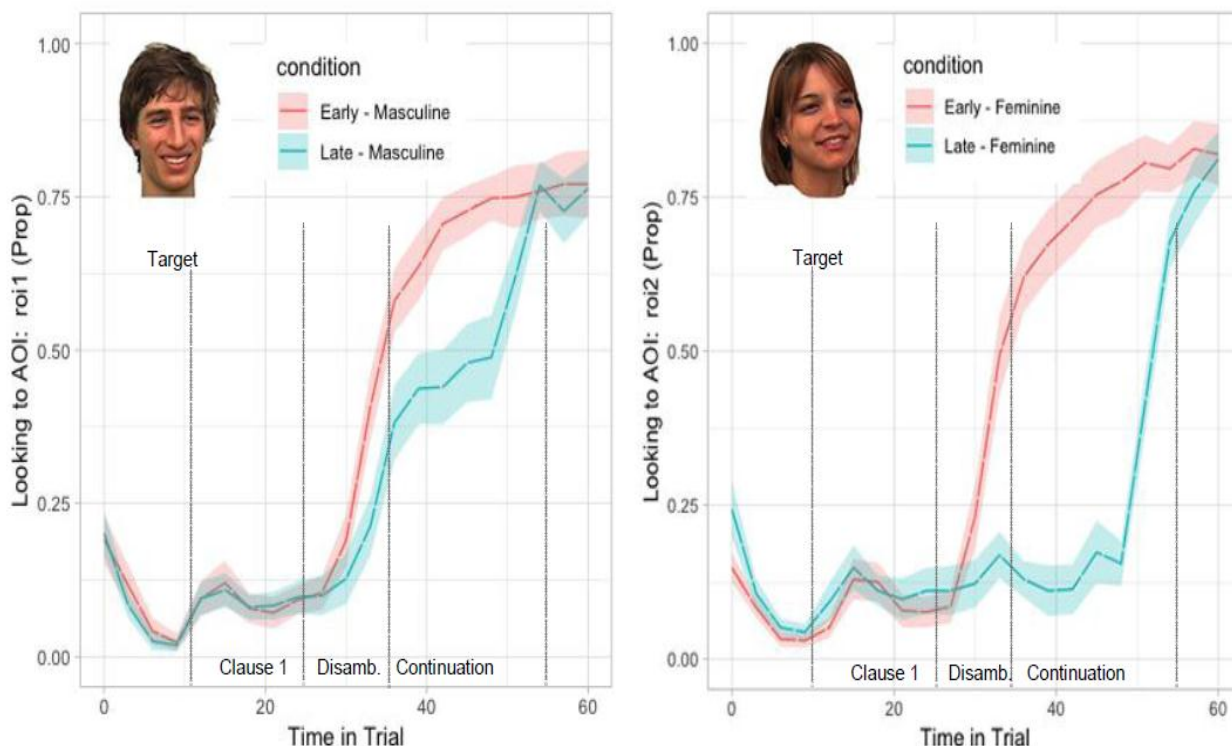 1.00
0.75
0.50
0.25
0.00
Looking to AOI: roi1 (Prop)
condition
Early - Masculine
Late - Masculine
Target
Clause 1 Disamb. Continuation
0 20 40 60
Time in Trial
1.00
0.75
0.50
0.25
0.00
Looking to AOI: roi2 (Prop)
condition
Early - Feminine
Late - Feminine
Target
Clause 1 Disamb. Continuation
0 20 40 60
Time in Trial